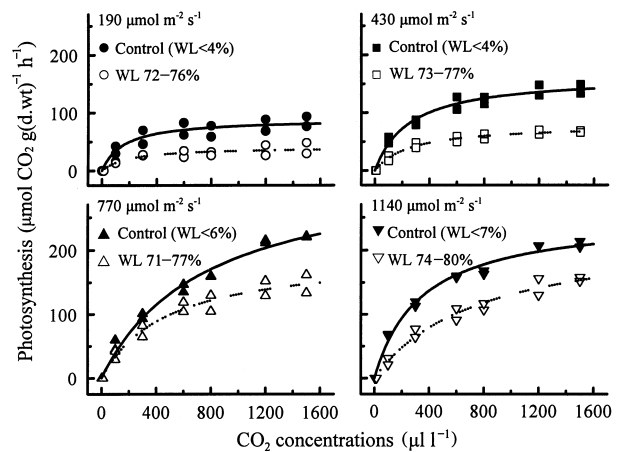 190 μmol m⁻² s⁻¹
Control (WL<4%)
WL 72−76%
430 μmol m⁻² s⁻¹
Control (WL<4%)
WL 73−77%
200
100
0
770 μmol m⁻² s⁻¹
Control (WL<6%)
WL 71−77%
1140 μmol m⁻² s⁻¹
Control (WL<7%)
WL 74−80%
200
100
0
0 400 800 1200 1600
0 400 800 1200 1600
Photosynthesis (μmol CO₂ g(d.wt)⁻¹ h⁻¹)
CO₂ concentrations (μl l⁻¹)